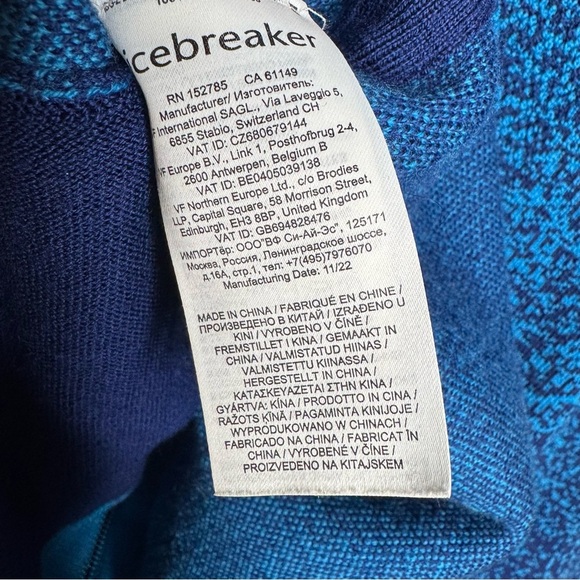 icebreaker
RN 152785 CA 61149
Manufacturer/ Изготовитель:
F International SAGL., Via Laveggio 5,
6855 Stabio, Switzerland CH
VAT ID: CZ680679144
VF Europe B.V., Link 1, Posthofbrug 2-4,
2600 Antwerpen, Belgium B
VAT ID: BE0405039138
VF Northern Europe Ltd., c/o Brodies
LLP, Capital Square, 58 Morrison Street,
Edinburgh, EH3 8BP, United Kingdom
VAT ID: GB694828476
ИМПОРТёр: ООО"ВФ Си-Ай-Эс", 125171
Москва, Россия, Ленинградское шоссе,
д.16А, стр.1, тел.: +7(495)7976070
Manufacturing Date: 11/22
MADE IN CHINA / FABRIQUÉ EN CHINE /
ПРОИЗВЕДЕНО В КИТАЙ / IZRAĐENO U
KINI / VYROBENO V ČÍNĚ /
FREMSTILLET I KINA / GEMAAKT IN
CHINA / VALMISTATUD HIINAS /
VALMISTETTU KIINASSA /
HERGESTELLT IN CHINA /
ΚΑΤΑΣΚΕΥΑΖΕΤΑΙ ΣΤΗΝ ΚΙΝΑ /
GYÁRTVA: KÍNA / PRODOTTO IN CINA /
RAŽOTS ĶĪNĀ / PAGAMINTA KINIJOJE /
WYPRODUKOWANO W CHINACH /
FABRICADO NA CHINA / FABRICAT ÎN
CHINA / VYROBENÉ V ČÍNE /
PROIZVEDENO NA KITAJSKEM